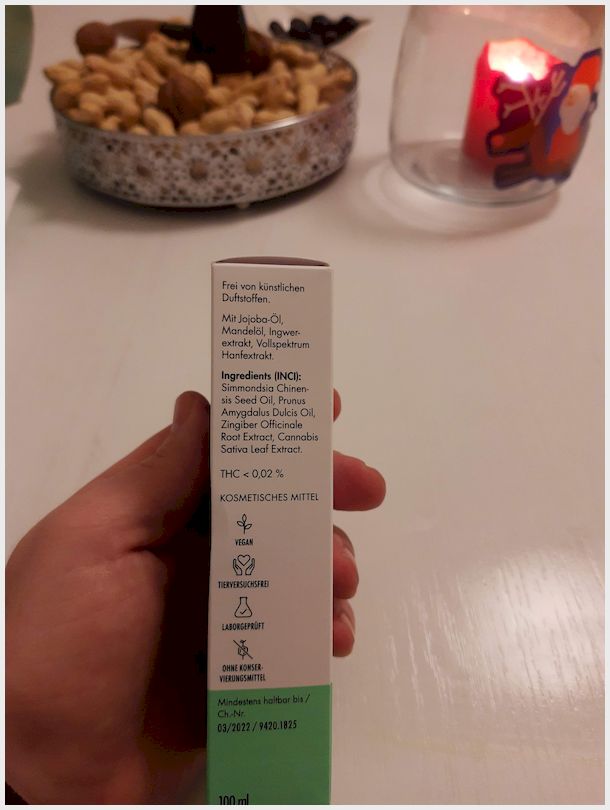 Frei von künstlichen
Duftstoffen.
Mit Jojoba-Öl,
Mandelöl, Ingwer-
extrakt, Vollspektrum
Hanfextrakt.
Ingredients (INCI):
Simmondsia Chinen-
sis Seed Oil, Prunus
Amygdalus Dulcis Oil,
Zingiber Officinale
Root Extract, Cannabis
Sativa Leaf Extract.
THC < 0,02 %
KOSMETISCHES MITTEL
VEGAN
TIERVERSUCHSFREI
LABORGEPRÜFT
OHNE KONSER-
VIERUNGSMITTEL
Mindestens haltbar bis /
Ch.-Nr.
03/2022 / 9420.1825
100 ml